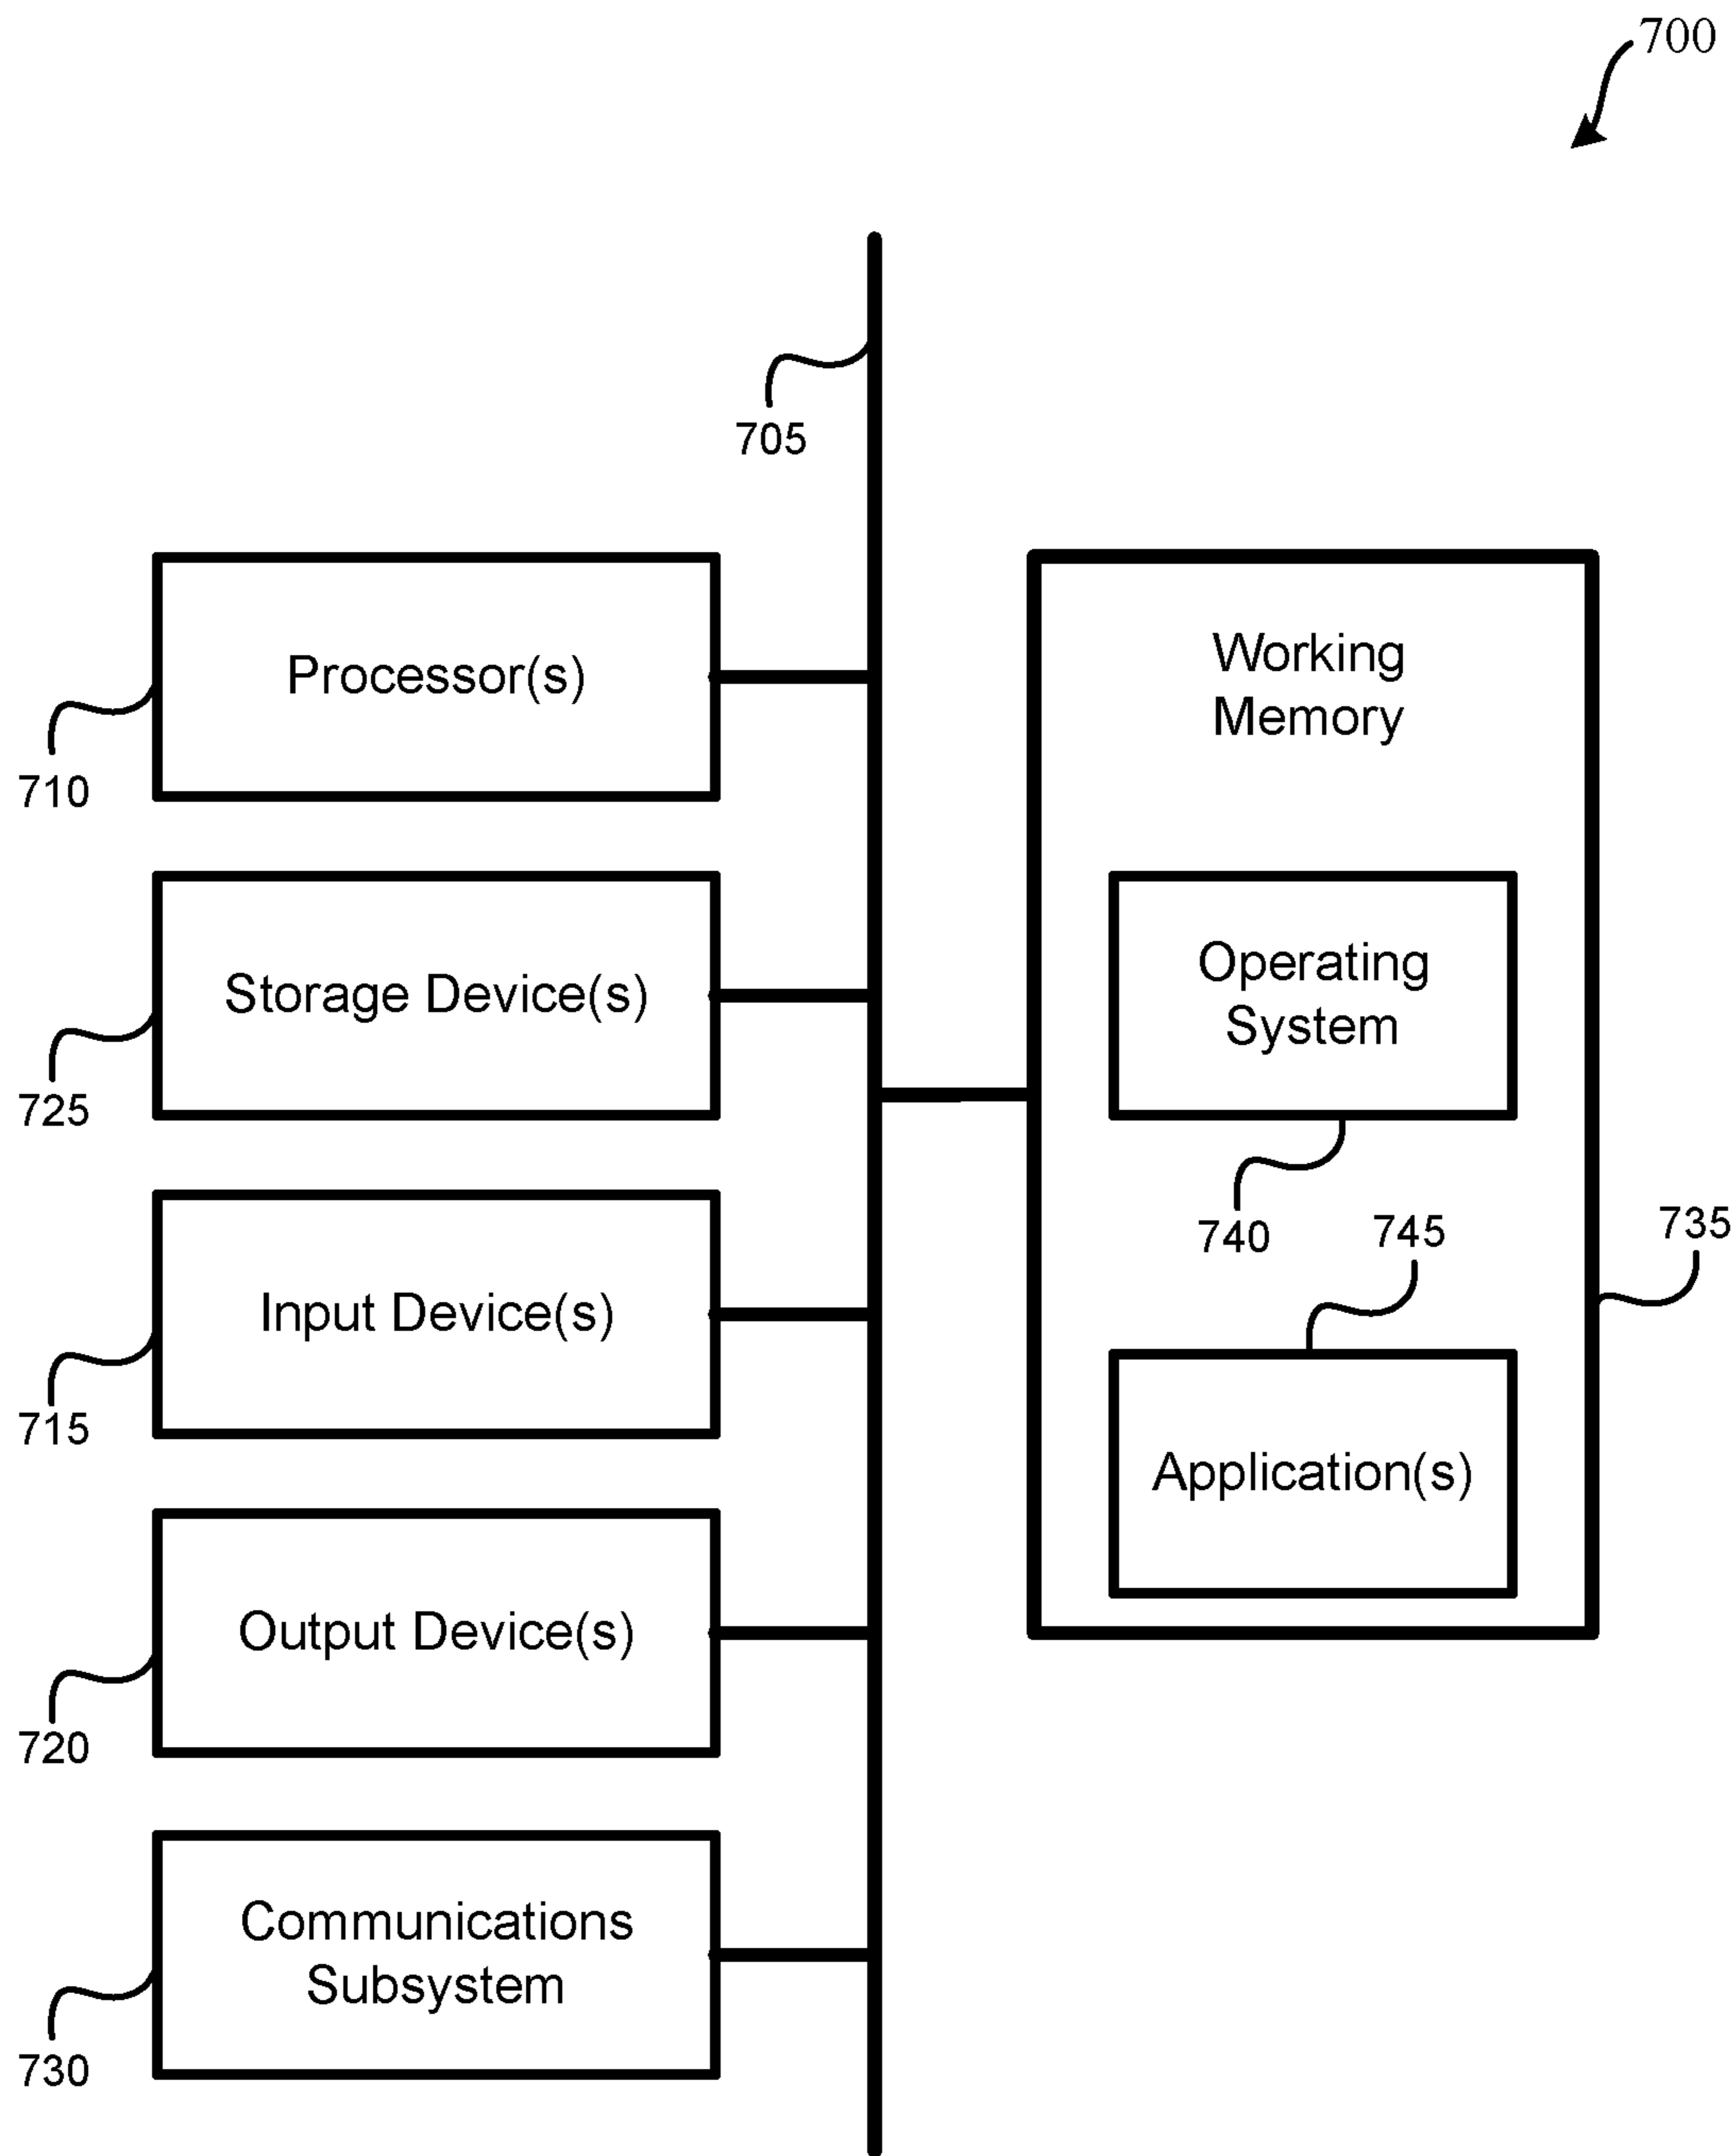 700
705
Processor(s)
710
Storage Device(s)
725
Input Device(s)
715
Output Device(s)
720
Communications
Subsystem
730
Working
Memory
Operating
System
740
745
735
Application(s)